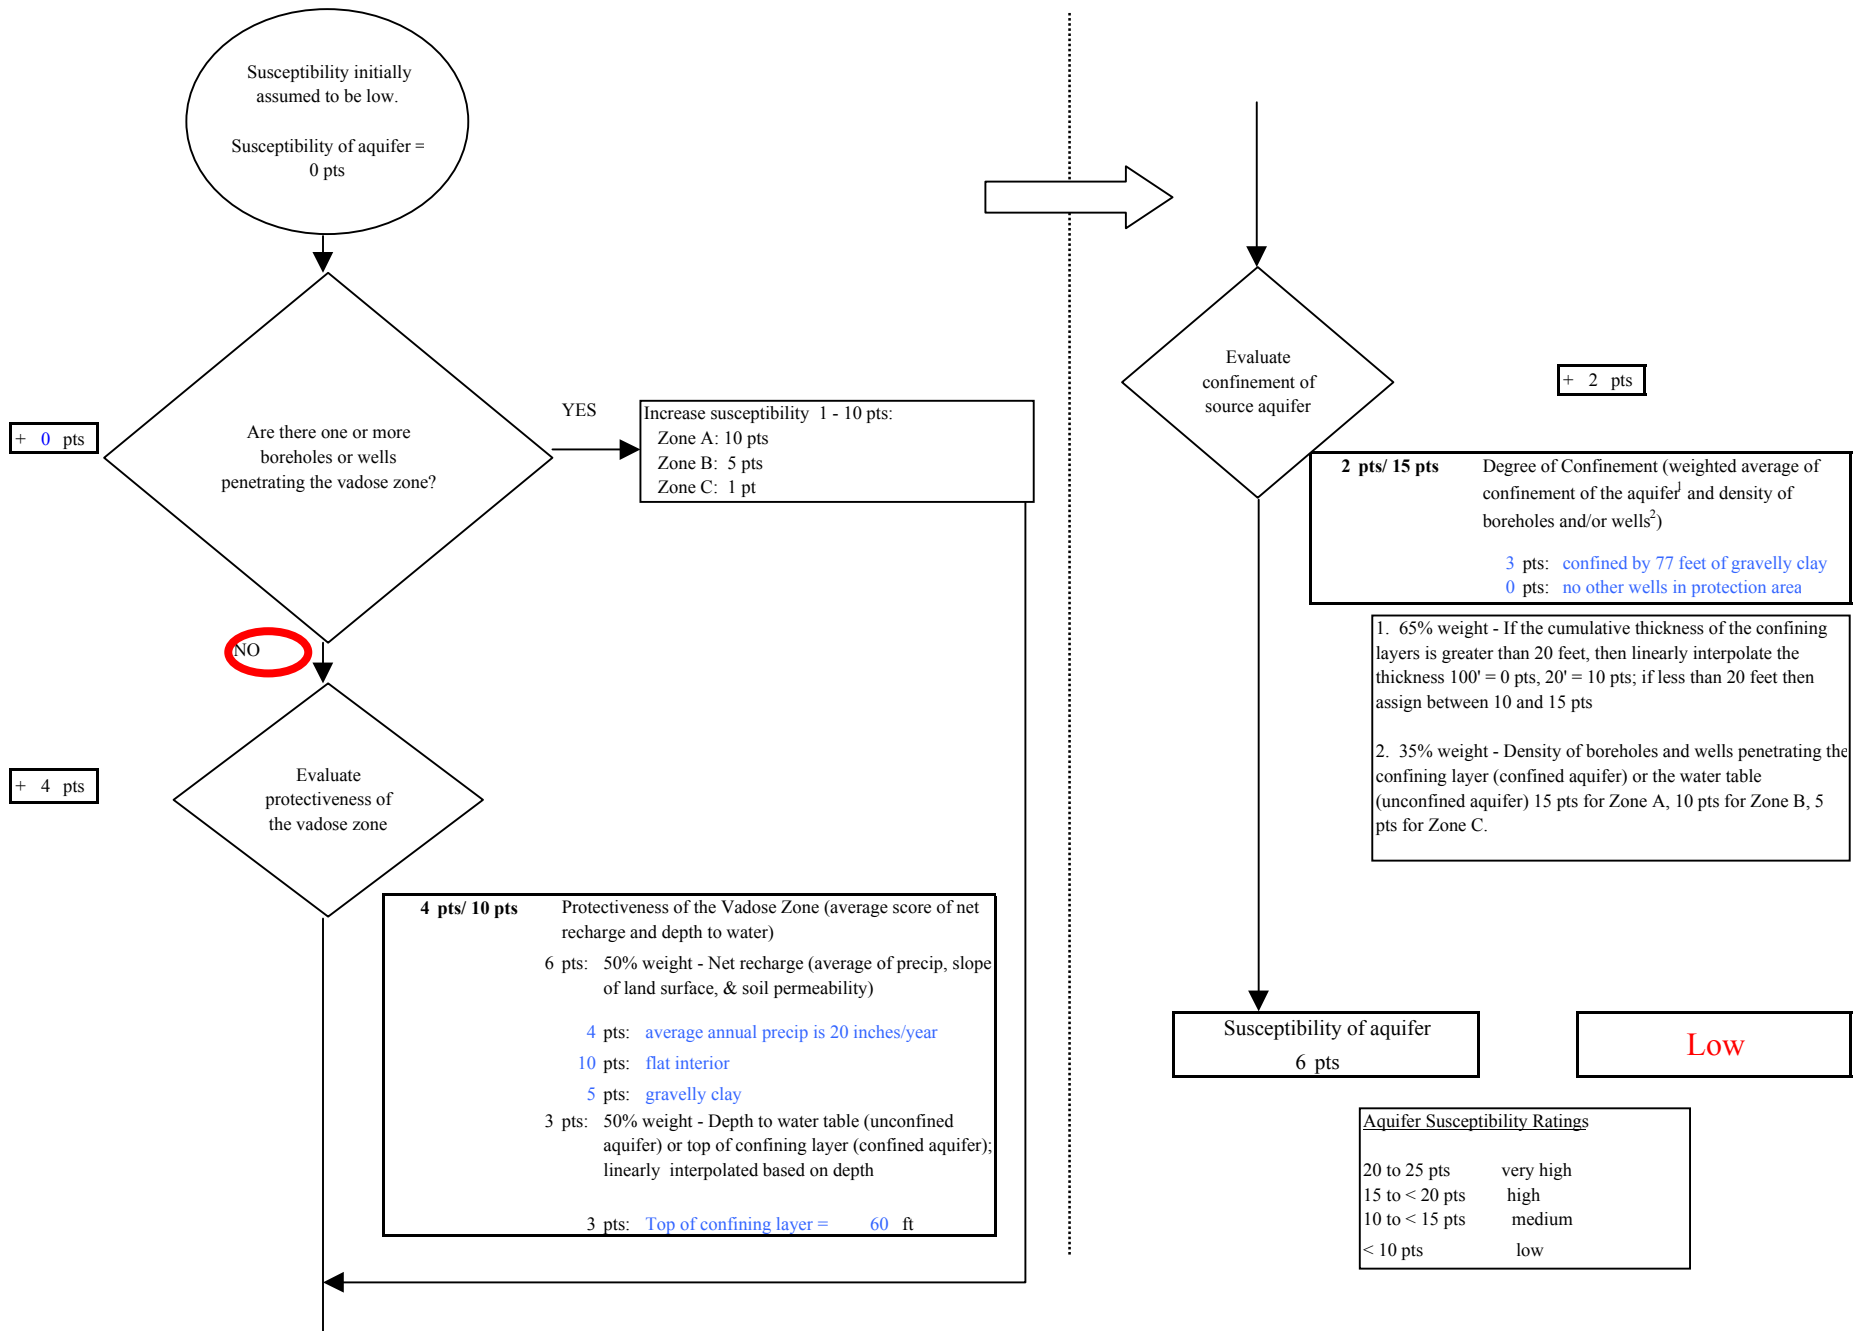 Susceptibility initially
assumed to be low.
Susceptibility of aquifer =
0 pts
+ 0 pts
Are there one or more
boreholes or wells
penetrating the vadose zone?
YES
Increase susceptibility 1 - 10 pts:
Zone A: 10 pts
Zone B: 5 pts
Zone C: 1 pt
NO
+ 4 pts
Evaluate
protectiveness of
the vadose zone
4 pts/ 10 pts Protectiveness of the Vadose Zone (average score of net
recharge and depth to water)
6 pts: 50% weight - Net recharge (average of precip, slope
of land surface, & soil permeability)
4 pts: average annual precip is 20 inches/year
10 pts: flat interior
5 pts: gravelly clay
3 pts: 50% weight - Depth to water table (unconfined
aquifer) or top of confining layer (confined aquifer);
linearly interpolated based on depth
3 pts: Top of confining layer = 60 ft
Evaluate
confinement of
source aquifer
+ 2 pts
2 pts/ 15 pts Degree of Confinement (weighted average of
confinement of the aquifer1 and density of
boreholes and/or wells2)
3 pts: confined by 77 feet of gravelly clay
0 pts: no other wells in protection area
1. 65% weight - If the cumulative thickness of the confining
layers is greater than 20 feet, then linearly interpolate the
thickness 100' = 0 pts, 20' = 10 pts; if less than 20 feet then
assign between 10 and 15 pts
2. 35% weight - Density of boreholes and wells penetrating the
confining layer (confined aquifer) or the water table
(unconfined aquifer) 15 pts for Zone A, 10 pts for Zone B, 5
pts for Zone C.
Susceptibility of aquifer
6 pts
Low
Aquifer Susceptibility Ratings
20 to 25 pts very high
15 to < 20 pts high
10 to < 15 pts medium
< 10 pts low